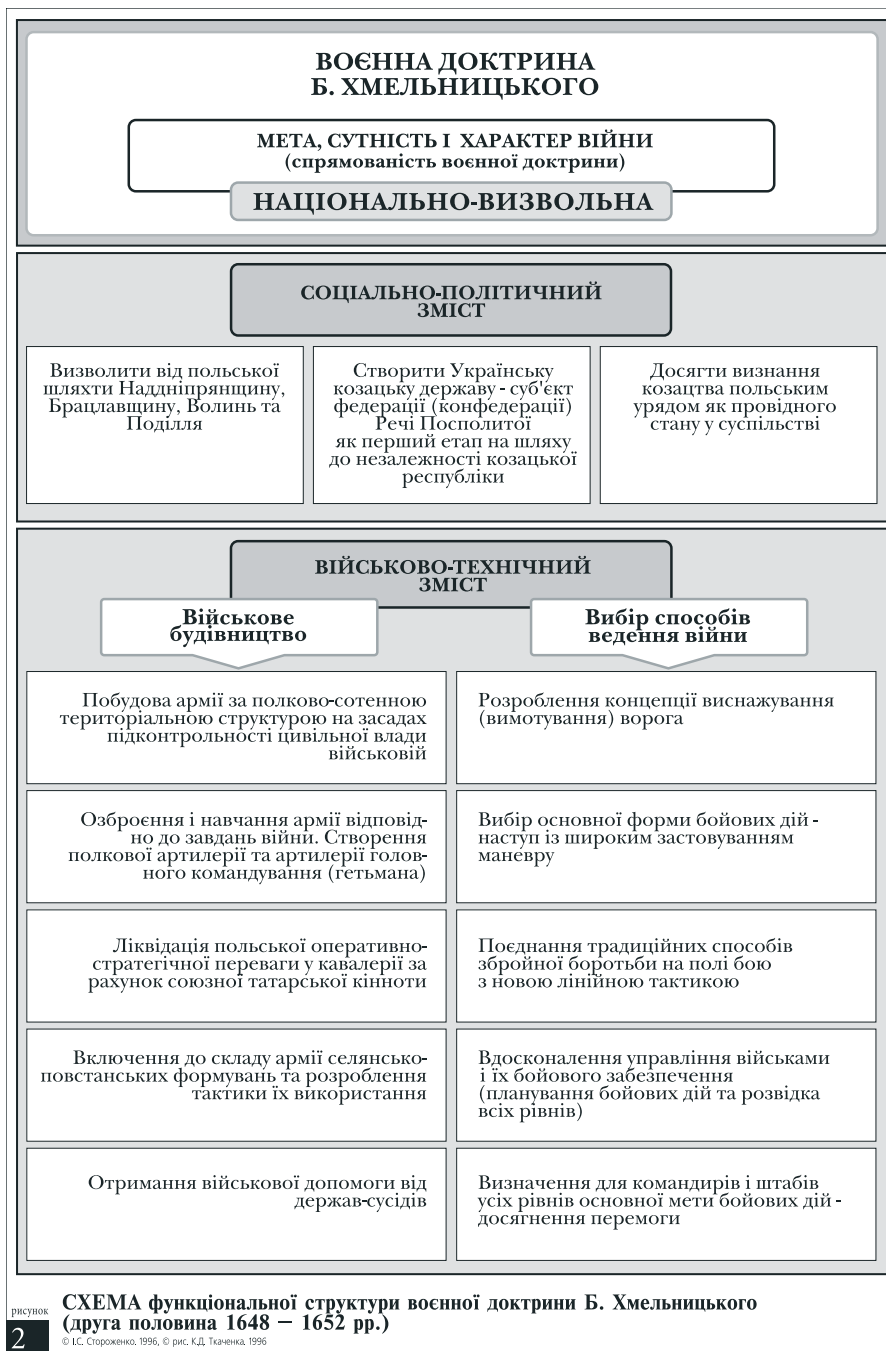 ВОЄННА ДОКТРИНА
Б. ХМЕЛЬНИЦЬКОГО
МЕТА, СУТНІСТЬ І ХАРАКТЕР ВІЙНИ
(спрямованість воєнної доктрини)
НАЦІОНАЛЬНО-ВИЗВОЛЬНА
СОЦІАЛЬНО-ПОЛІТИЧНИЙ
ЗМІСТ
Визволити від польської
шляхти Наддніпрянщину,
Брацлавщину, Волинь та
Поділля
Створити Українську
козацьку державу - суб'єкт
федерації (конфедерації)
Речі Посполитої
як перший етап на шляху
до незалежності козацької
республіки
Досягти визнання
козацтва польським
урядом як провідного
стану у суспільстві
ВІЙСЬКОВО-ТЕХНІЧНИЙ
ЗМІСТ
Військове
будівництво
Побудова армії за полково-сотенною
територіальною структурою на засадах
підконтрольності цивільної влади
військовій
Озброєння і навчання армії відповід-
но до завдань війни. Створення
полкової артилерії та артилерії голов-
ного командування (гетьмана)
Ліквідація польської оперативно-
стратегічної переваги у кавалерії за
рахунок союзної татарської кінноти
Включення до складу армії селянсько-
повстанських формувань та розроблення
тактики їх використання
Отримання військової допомоги від
держав-сусідів
Вибір способів
ведення війни
Розроблення концепції виснажування
(вимотування) ворога
Вибір основної форми бойових дій -
наступ із широким застовуванням
маневру
Поєднання традиційних способів
збройної боротьби на полі бою
з новою лінійною тактикою
Вдосконалення управління військами
і їх бойового забезпечення
(планування бойових дій та розвідка
всіх рівнів)
Визначення для командирів і штабів
усіх рівнів основної мети бойових дій -
досягнення перемоги
рисунок
2
СХЕМА функціональної структури воєнної доктрини Б. Хмельницького
(друга половина 1648 – 1652 рр.)
© І.С. Стороженко, 1996, © рис. К.Д. Ткаченка, 1996